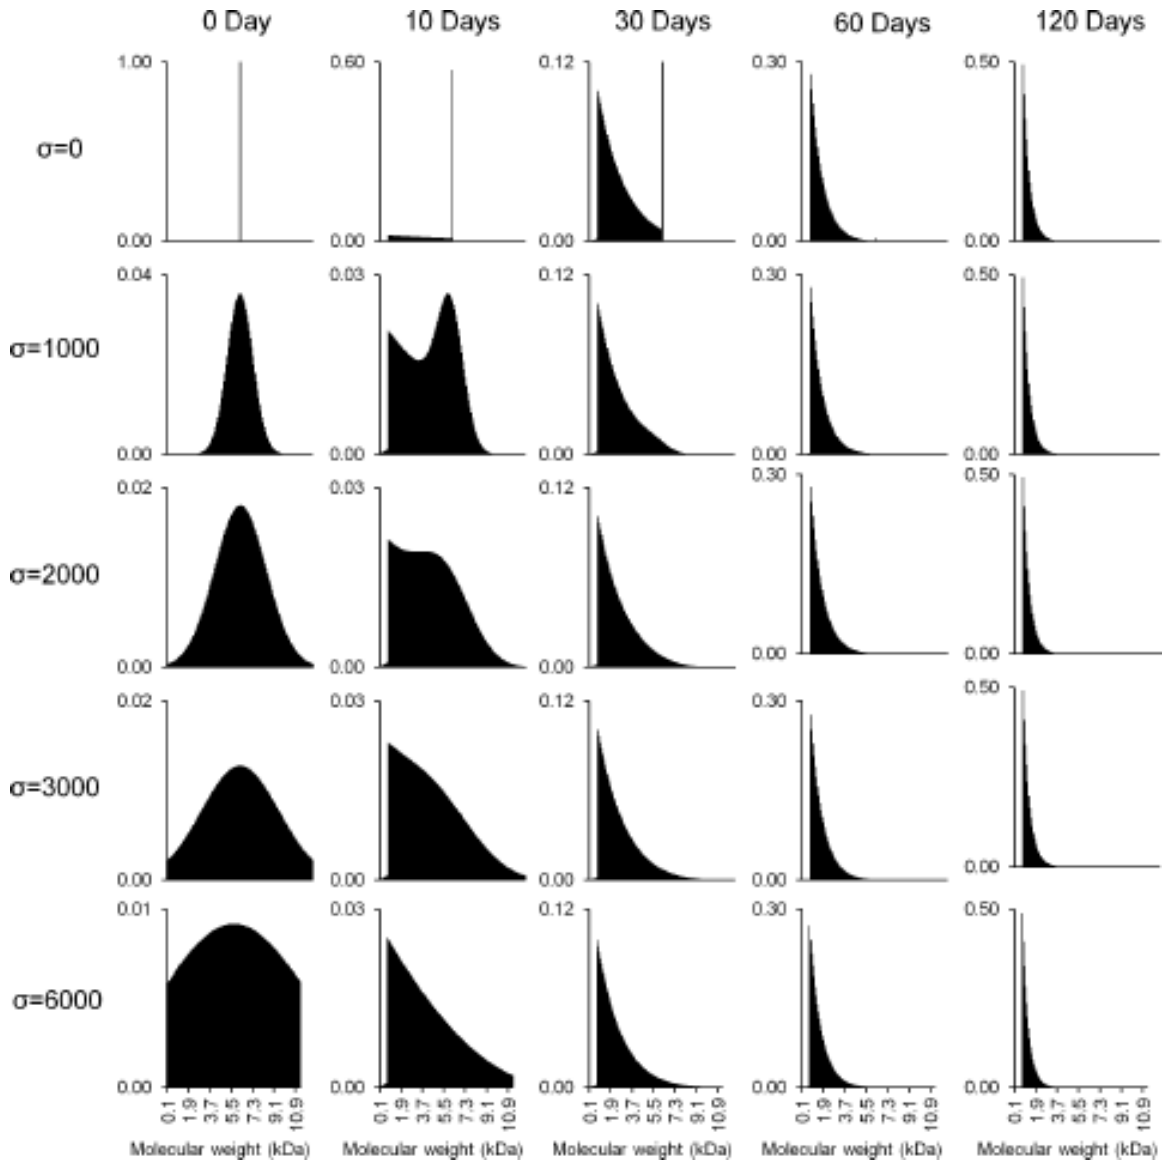 0 Day 10 Days 30 Days 60 Days 120 Days
1.00 0.60 0.12 0.30 0.50
σ=0
0.00 0.00 0.00 0.00 0.00
0.04 0.03 0.12 0.30 0.50
σ=1000
0.00 0.00 0.00 0.00 0.00
0.02 0.03 0.12 0.30 0.50
σ=2000
0.00 0.00 0.00 0.00 0.00
0.02 0.03 0.12 0.30 0.50
σ=3000
0.00 0.00 0.00 0.00 0.00
0.01 0.03 0.12 0.30 0.50
σ=6000
0.00 0.00 0.00 0.00 0.00
0.1 1.9 3.7 5.5 7.3 9.1 10.9 0.1 1.9 3.7 5.5 7.3 9.1 10.9 0.1 1.9 3.7 5.5 7.3 9.1 10.9 0.1 1.9 3.7 5.5 7.3 9.1 10.9 0.1 1.9 3.7 5.5 7.3 9.1 10.9
Molecular weight (kDa) Molecular weight (kDa) Molecular weight (kDa) Molecular weight (kDa) Molecular weight (kDa)